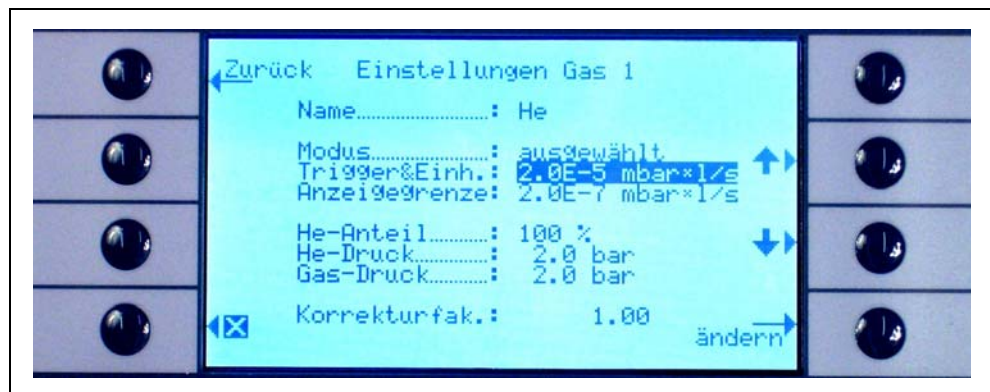 Zurück Einstellungen Gas 1
Name............: He
Modus............: ausgewählt
Trigger&Einh.: 2.0E-5 mbar*l/s
Anzeigegrenze: 2.0E-7 mbar*l/s
He-Anteil.........: 100 %
He-Druck..........: 2.0 bar
Gas-Druck.........: 2.0 bar
Korrekturfak.: 1.00
ändern